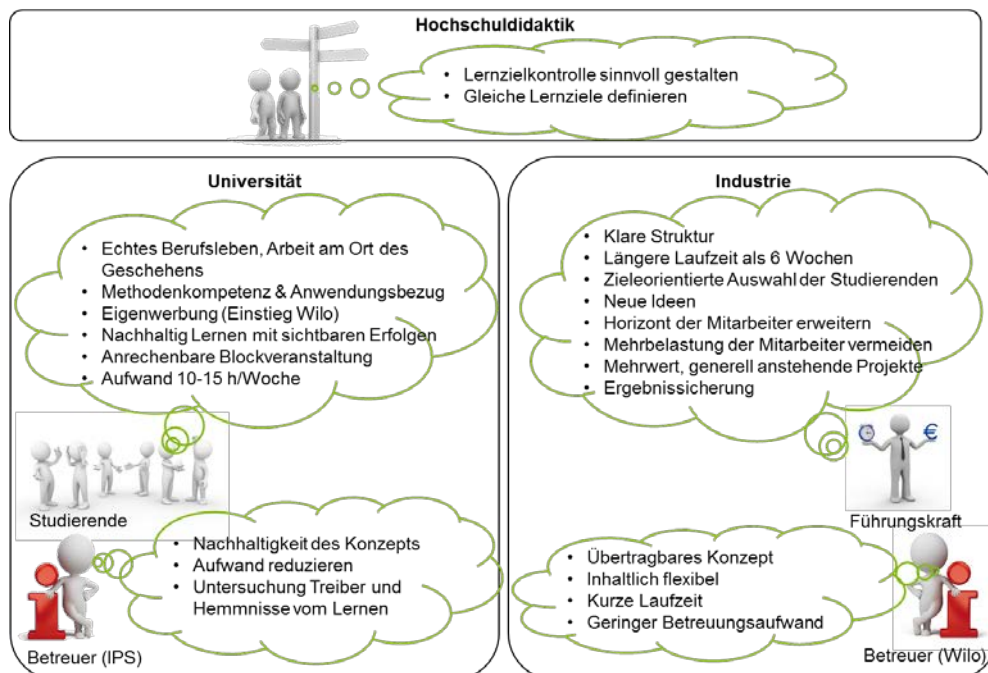 Hochschuldidaktik
• Lernzielkontrolle sinnvoll gestalten
• Gleiche Lernziele definieren
Universität
• Echtes Berufsleben, Arbeit am Ort des
Geschehens
• Methodenkompetenz & Anwendungsbezug
• Eigenwerbung (Einstieg Wilo)
• Nachhaltig Lernen mit sichtbaren Erfolgen
• Anrechenbare Blockveranstaltung
• Aufwand 10-15 h/Woche
Studierende
• Nachhaltigkeit des Konzepts
• Aufwand reduzieren
• Untersuchung Treiber und
Hemmnisse vom Lernen
i
Betreuer (IPS)
Industrie
• Klare Struktur
• Längere Laufzeit als 6 Wochen
• Zieleorientierte Auswahl der Studierenden
• Neue Ideen
• Horizont der Mitarbeiter erweitern
• Mehrbelastung der Mitarbeiter vermeiden
• Mehrwert, generell anstehende Projekte
• Ergebnissicherung
€
Führungskraft
• Übertragbares Konzept
• Inhaltlich flexibel
• Kurze Laufzeit
• Geringer Betreuungsaufwand
i
Betreuer (Wilo)